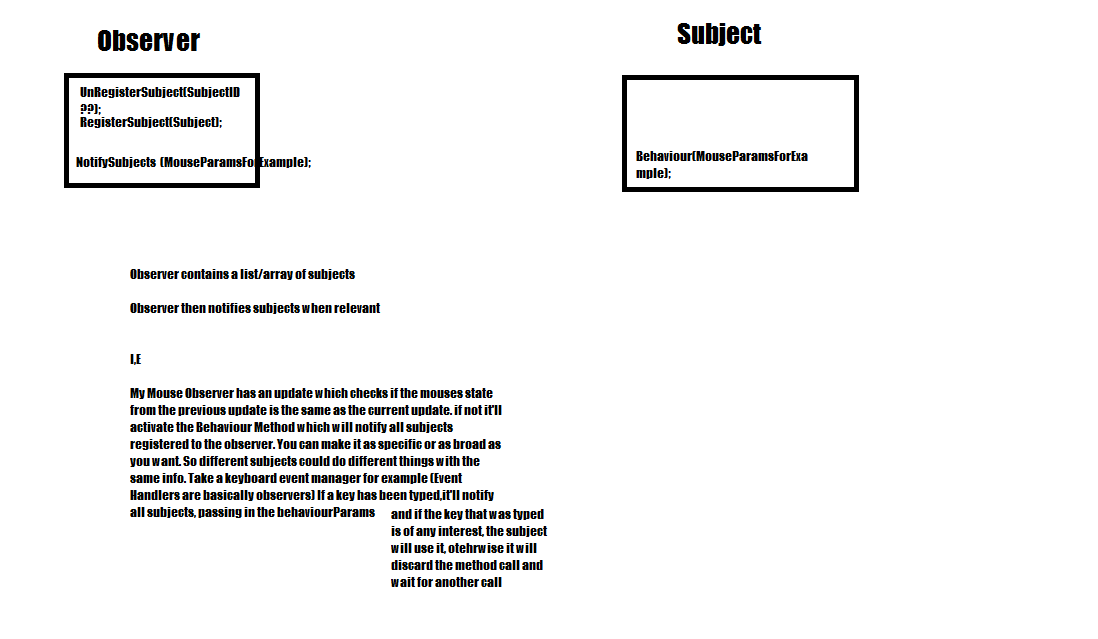 Observer
Subject
UnRegisterSubject(SubjectID
??);
RegisterSubject(Subject);
NotifySubjects (MouseParamsForExample);
Behaviour(MouseParamsForExa
mple);
Observer contains a list/array of subjects
Observer then notifies subjects when relevant
I,E
My Mouse Observer has an update which checks if the mouses state
from the previous update is the same as the current update. if not it'll
activate the Behaviour Method which will notify all subjects
registered to the observer. You can make it as specific or as broad as
you want. So different subjects could do different things with the
same info. Take a keyboard event manager for example (Event
Handlers are basically observers) If a key has been typed,it'll notify
all subjects, passing in the behaviourParams
and if the key that was typed
is of any interest, the subject
will use it, otehrwise it will
discard the method call and
wait for another call